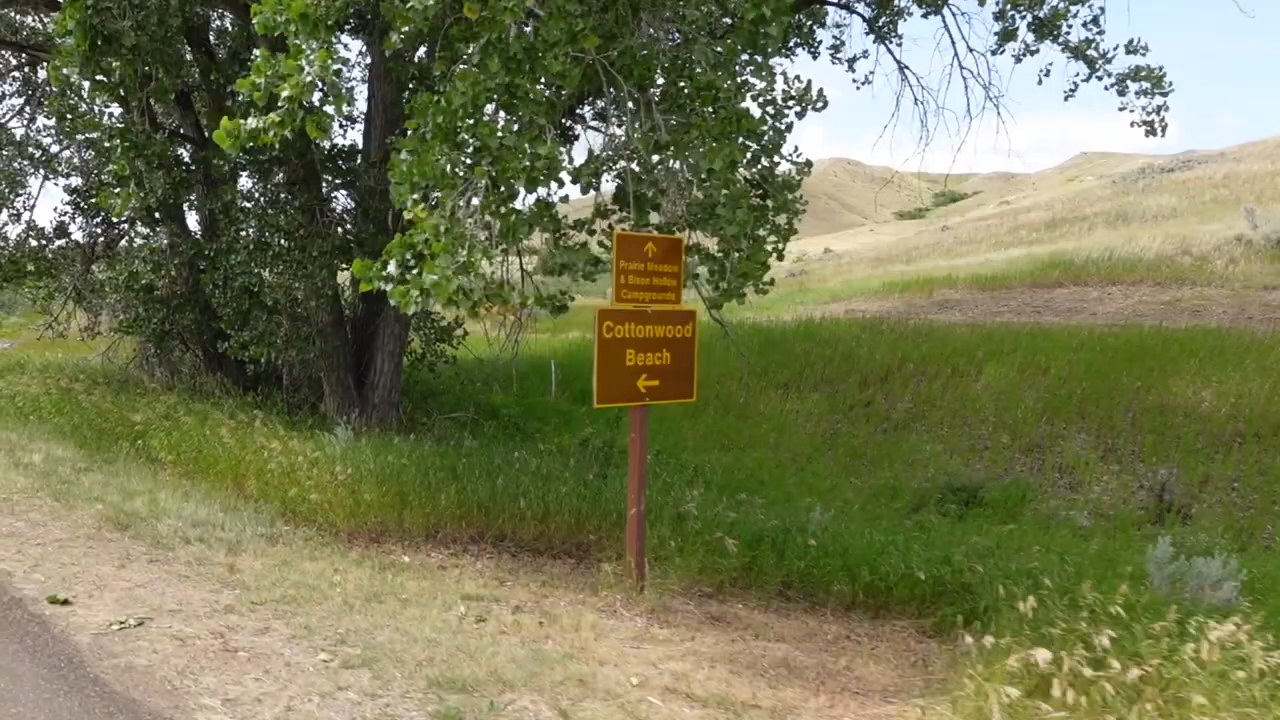 Prairie Meadow
& Bison Hollow
Campgrounds
Cottonwood
Beach